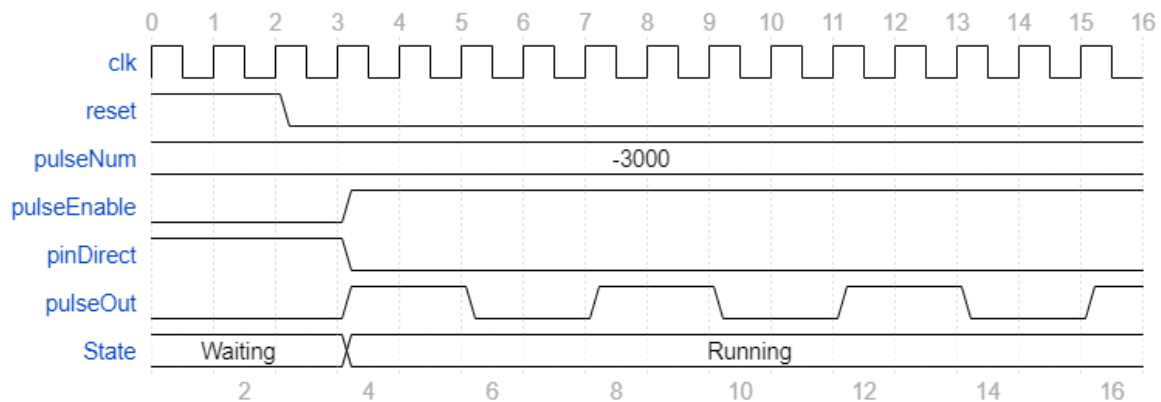 0 1 2 3 4 5 6 7 8 9 10 11 12 13 14 15 16
clk
reset
pulseNum -3000
pulseEnable
pinDirect
pulseOut
State Waiting Running
2 4 6 8 10 12 14 16